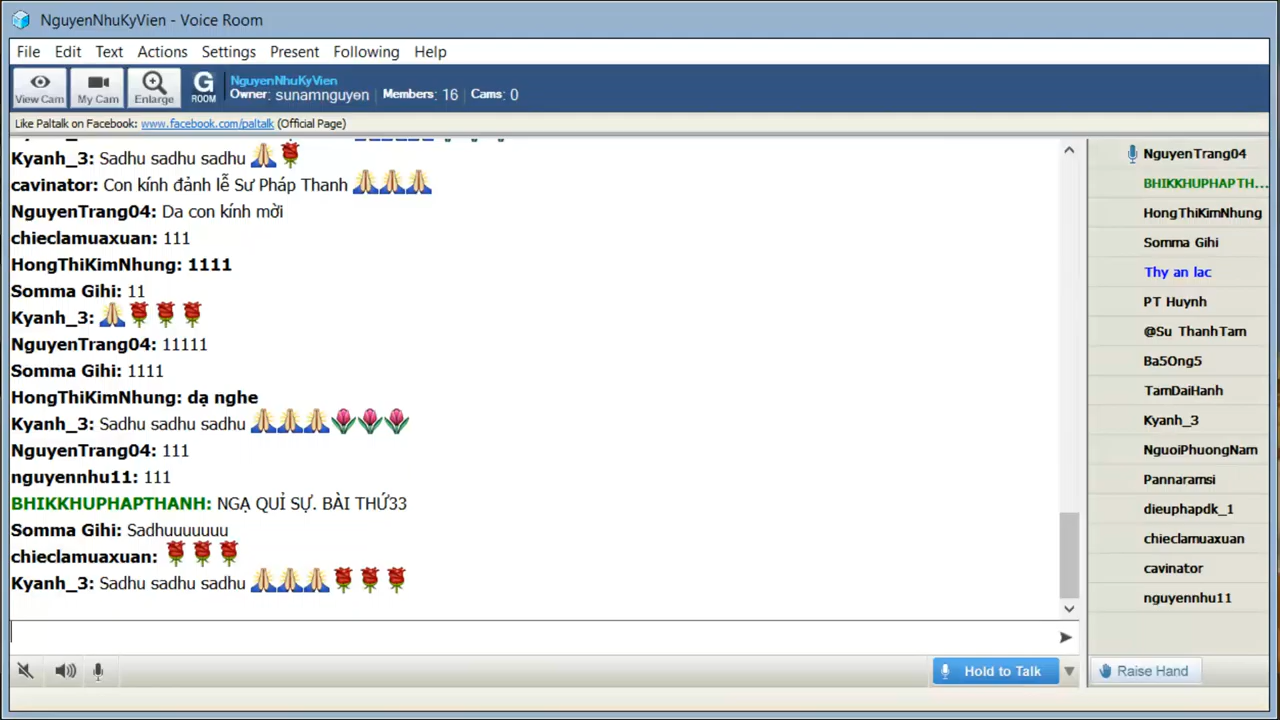 NguyenNhuKyVien - Voice Room
File Edit Text Actions Settings Present Following Help
View Cam My Cam Enlarge G ROOM
NguyenNhuKyVien
Owner: sunamnguyen Members: 16 Cams: 0
Like Paltalk on Facebook: www.facebook.com/paltalk (Official Page)
Kyanh_3: Sadhu sadhu sadhu
cavinator: Con kính đảnh lễ Sư Pháp Thanh
NguyenTrang04: Da con kính mời
chieclamuaxuan: 111
HongThiKimNhung: 1111
Somma Gihi: 11
Kyanh_3:
NguyenTrang04: 11111
Somma Gihi: 1111
HongThiKimNhung: dạ nghe
Kyanh_3: Sadhu sadhu sadhu
NguyenTrang04: 111
nguyennhu11: 111
BHIKKHUPHAPTHANH: NGẠ QUỈ SỰ. BÀI THỨ33
Somma Gihi: Sadhuuuuuuu
chieclamuaxuan:
Kyanh_3: Sadhu sadhu sadhu
NguyenTrang04
BHIKKHUPHAPTH...
HongThiKimNhung
Somma Gihi
Thy an lac
PT Huynh
@Su ThanhTam
Ba5Ong5
TamDaiHanh
Kyanh_3
NguoiPhuongNam
Pannaramsi
dieuphapdk_1
chieclamuaxuan
cavinator
nguyennhu11
Hold to Talk
Raise Hand